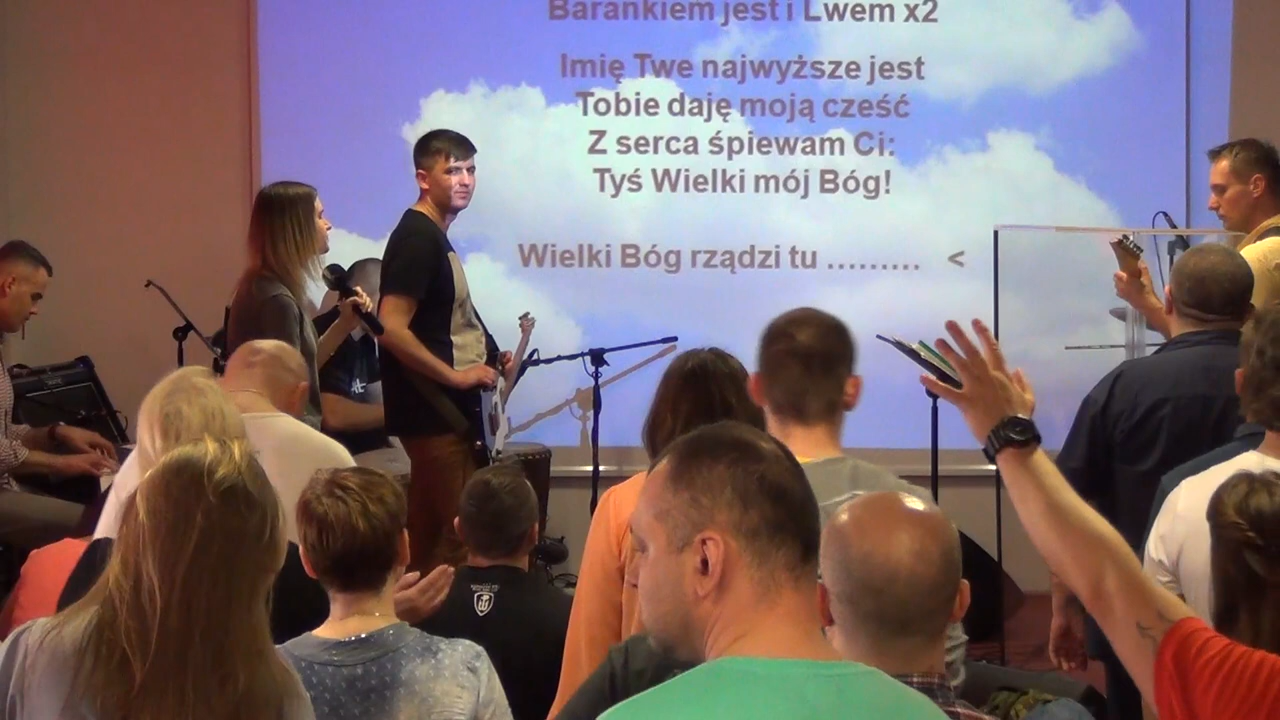 Barankiem jest i Lwem x2
Imię Twe najwyższe jest
Tobie daję moją cześć
Z serca śpiewam Ci:
Tyś Wielki mój Bóg!
Wielki Bóg rządzi tu ......... <